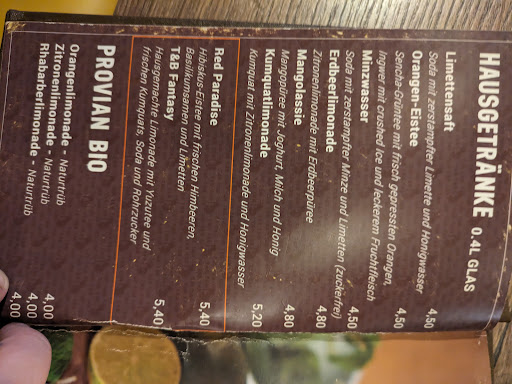 HAUSGETRÄNKE 0.4L GLAS
Limettensaft
Soda mit zerstampfter Limette und Honigwasser 4,50
Orangen-Eistee
Sencha-Grüntee mit frisch gepressten Orangen,
Ingwer mit crushed Ice und leckerem Fruchtfleisch 4,50
Minzwasser
Soda mit zerstampfter Minze und Limetten (zuckerfrei) 4,50
Erdbeerlimonade
Zitronenlimonade mit Erdbeerpüree 4,80
Mangolassie
Mangopüree mit Joghurt, Milch und Honig 4,80
Kumquatlimonade
Kumquat mit Zitronenlimonade und Honigwasser 5,20
Red Paradise
Hibiskus-Eistee mit frischen Himbeeren,
Basilikumsamen und Limetten 5,40
T&B Fantasy
Hausgemachte Limonade mit Yuzutee und
frischen Kumquats, Soda und Rohrzucker 5,40
PROVIAN BIO
Orangenlimonade - Naturtrüb 4,00
Zitronenlimonade - Naturtrüb 4,00
Rhabarberlimonade - Naturtrüb 4,00